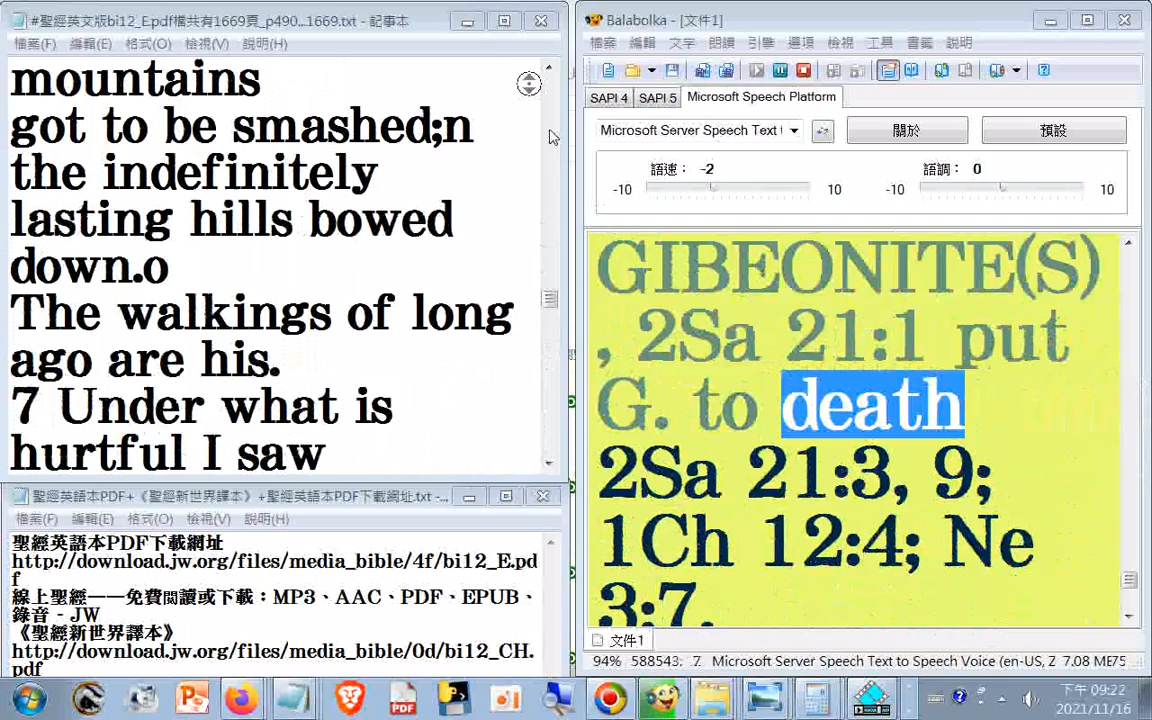 #聖經英文版bi12_E.pdf檔共有1669頁_p490...1669.txt - 記事本
檔案(F) 編輯(E) 格式(O) 檢視(V) 說明(H)
mountains
got to be smashed;n
the indefinitely
lasting hills bowed
down.o
The walkings of long
ago are his.
7 Under what is
hurtful I saw
聖經英語本PDF+《聖經新世界譯本》+聖經英語本PDF下載網址.txt - ...
檔案(F) 編輯(E) 格式(O) 檢視(V) 說明(H)
聖經英語本PDF下載網址
http://download.jw.org/files/media_bible/4f/bi12_E.pd
f
線上聖經——免費閱讀或下載：MP3、AAC、PDF、EPUB、
錄音 - JW
《聖經新世界譯本》
http://download.jw.org/files/media_bible/0d/bi12_CH.
pdf
Balabolka - [文件1]
檔案 編輯 文字 朗讀 引擎 選項 檢視 工具 書籤 說明
SAPI 4 SAPI 5 Microsoft Speech Platform
Microsoft Server Speech Text 關於 預設
語速： -2 語調： 0
-10 10 -10 10
GIBEONITE(S)
, 2Sa 21:1 put
G. to death
2Sa 21:3, 9;
1Ch 12:4; Ne
3:7.
文件1
94% 588543: 7 Microsoft Server Speech Text to Speech Voice (en-US, Z 7.08 ME75
下午 09:22
2021/11/16